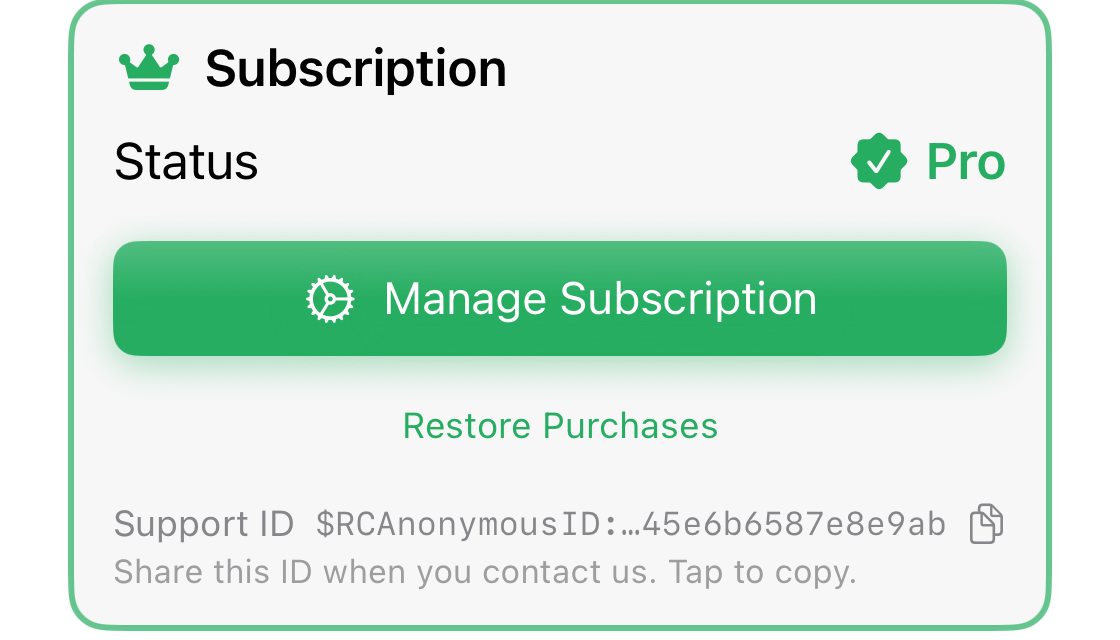 Subscription
Status Pro
Manage Subscription
Restore Purchases
Support ID $RCAnonymousID:…45e6b6587e8e9ab
Share this ID when you contact us. Tap to copy.